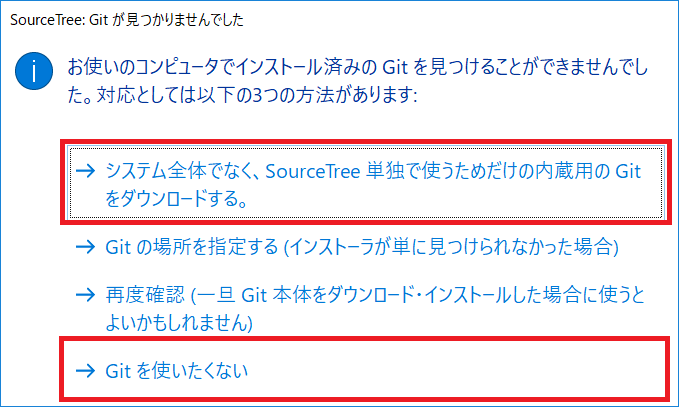 SourceTree: Git が見つかりませんでした
お使いのコンピュータでインストール済みの Git を見つけることができませんでし
た。対応としては以下の3つの方法があります:
システム全体でなく、SourceTree 単独で使うためだけの内蔵用の Git
をダウンロードする。
Git の場所を指定する (インストーラが単に見つけられなかった場合)
再度確認 (一旦 Git 本体をダウンロード・インストールした場合に使うと
よいかもしれません)
Git を使いたくない